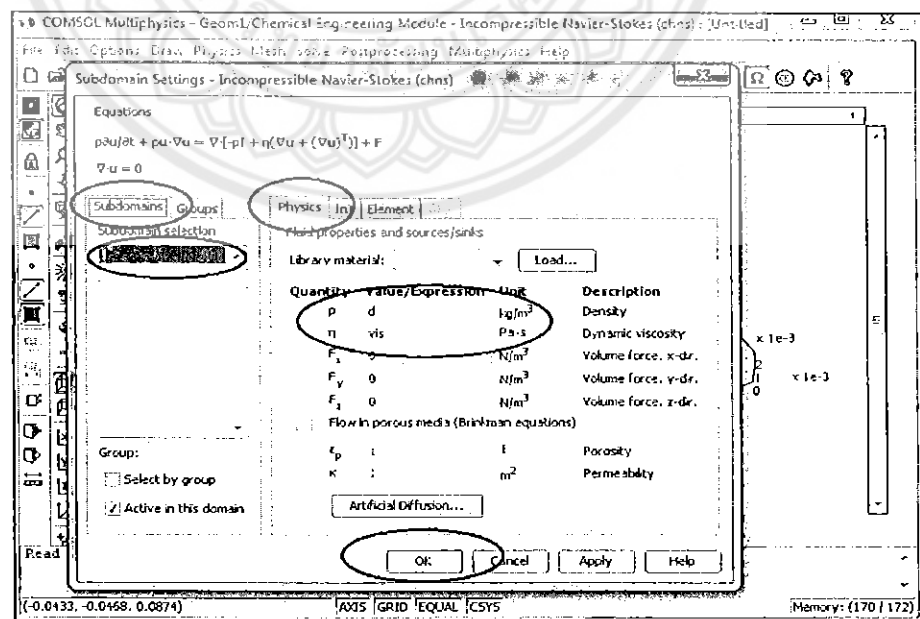 COMSOL Multiphysics - Geom1/Chemical Engineering Module - Incompressible Navier-Stokes (chns) : [Untitled]
File Edit Options Draw Physics Mesh Solve Postprocessing Multiphysics Help
Subdomain Settings - Incompressible Navier-Stokes (chns)
Equations
ρ∂u/∂t + ρu·∇u = ∇·[-pI + η(∇u + (∇u)ᵀ)] + F
∇·u = 0
Subdomains Groups
Physics Init Element
Subdomain selection
Fluid properties and sources/sinks
Library material: Load...
Quantity Value/Expression Unit Description
ρ d kg/m³ Density
η vis Pa·s Dynamic viscosity
Fₓ 0 N/m³ Volume force, x-dir.
F_y 0 N/m³ Volume force, y-dir.
F_z 0 N/m³ Volume force, z-dir.
Flow in porous media (Brinkman equations)
ε_p 1 1 Porosity
κ 1 m² Permeability
Group:
Select by group
Active in this domain
Artificial Diffusion...
OK Cancel Apply Help
x 1e-3
2
1
0
x 1e-3
Read
(-0.0433, -0.0468, 0.0874)
AXIS GRID EQUAL CSYS
Memory: (170 / 172)